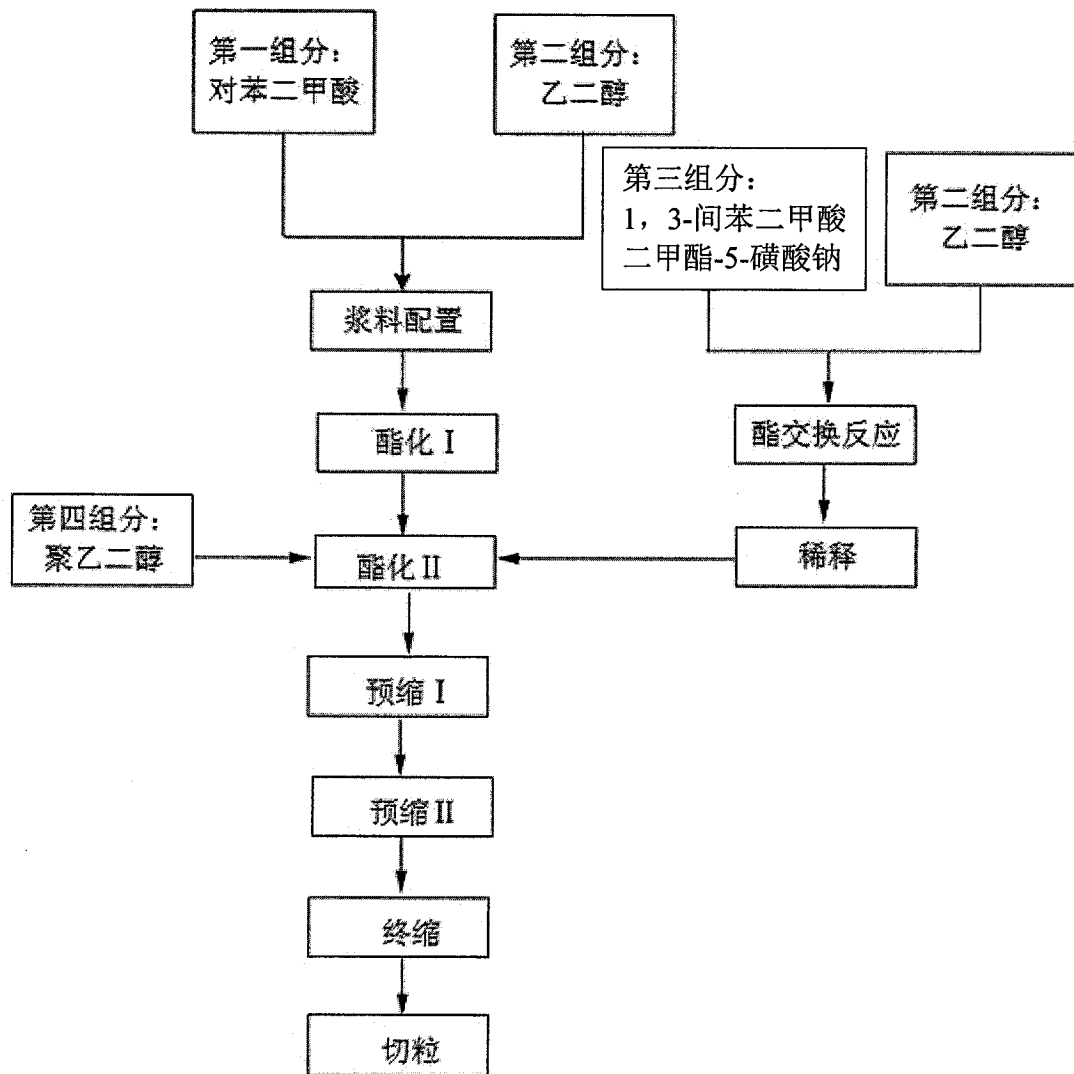 第一组分：
对苯二甲酸
第二组分：
乙二醇
第三组分：
1，3-间苯二甲酸
二甲酯-5-磺酸钠
第二组分：
乙二醇
浆料配置
酯化 I
酯交换反应
第四组分：
聚乙二醇
酯化 II
稀释
预缩 I
预缩 II
终缩
切粒